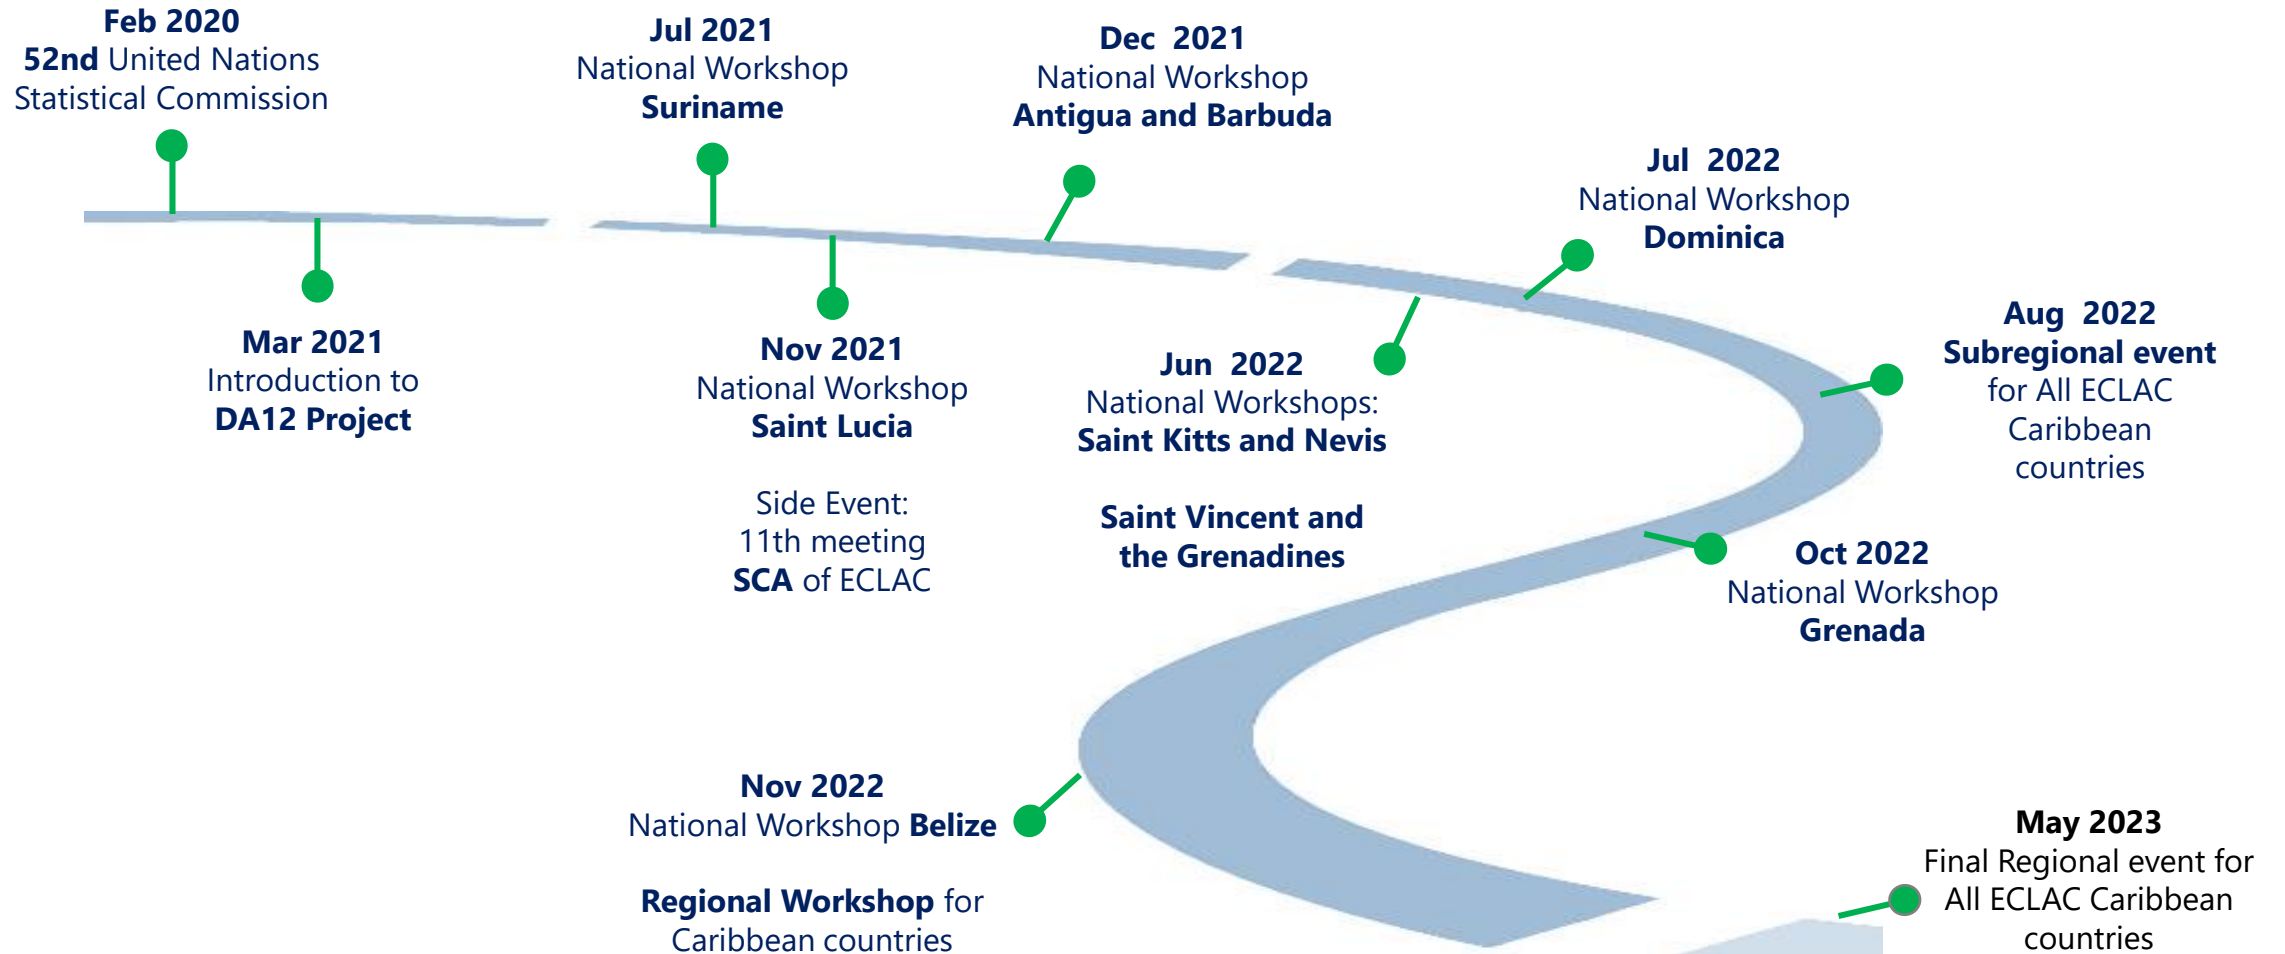 Feb 2020
52nd United Nations
Statistical Commission
Mar 2021
Introduction to
DA12 Project
Jul 2021
National Workshop
Suriname
Nov 2021
National Workshop
Saint Lucia
Side Event:
11th meeting
SCA of ECLAC
Dec 2021
National Workshop
Antigua and Barbuda
Jun 2022
National Workshops:
Saint Kitts and Nevis
Saint Vincent and
the Grenadines
Jul 2022
National Workshop
Dominica
Aug 2022
Subregional event
for All ECLAC
Caribbean
countries
Oct 2022
National Workshop
Grenada
Nov 2022
National Workshop Belize
Regional Workshop for
Caribbean countries
May 2023
Final Regional event for
All ECLAC Caribbean
countries